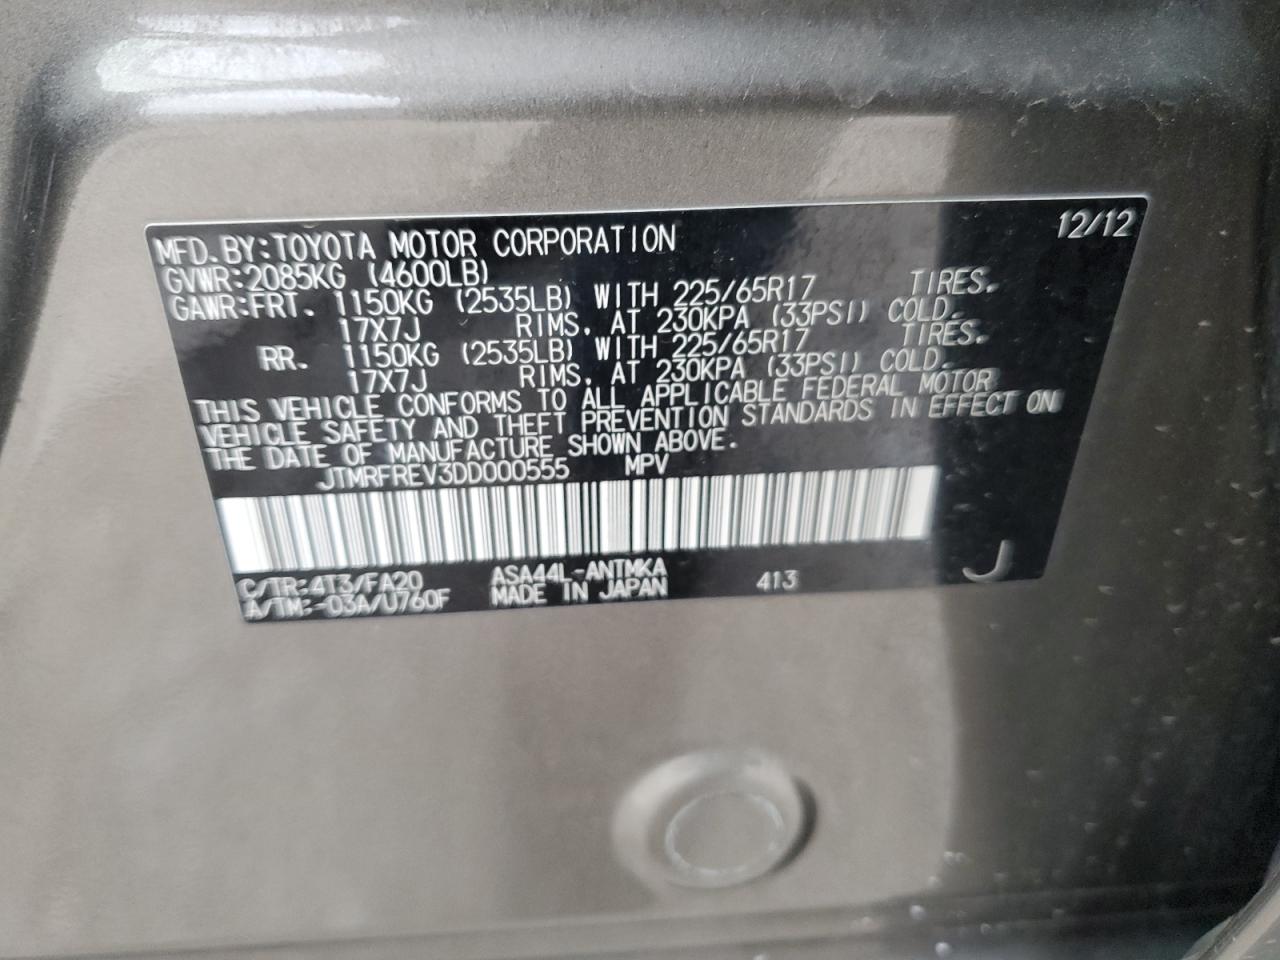 MFD. BY: TOYOTA MOTOR CORPORATION 12/12
GVWR: 2085KG (4600LB)
GAWR: FRT. 1150KG (2535LB) WITH 225/65R17 TIRES.
17X7J RIMS, AT 230KPA (33PSI) COLD.
RR. 1150KG (2535LB) WITH 225/65R17 TIRES.
17X7J RIMS, AT 230KPA (33PSI) COLD.
THIS VEHICLE CONFORMS TO ALL APPLICABLE FEDERAL MOTOR
VEHICLE SAFETY AND THEFT PREVENTION STANDARDS IN EFFECT ON
THE DATE OF MANUFACTURE SHOWN ABOVE.
JTMRFREV3DD000555 MPV
C/TR: 4T3/FA20 ASA44L-ANTMKA 413 J
A/TM: -03A/U760F MADE IN JAPAN